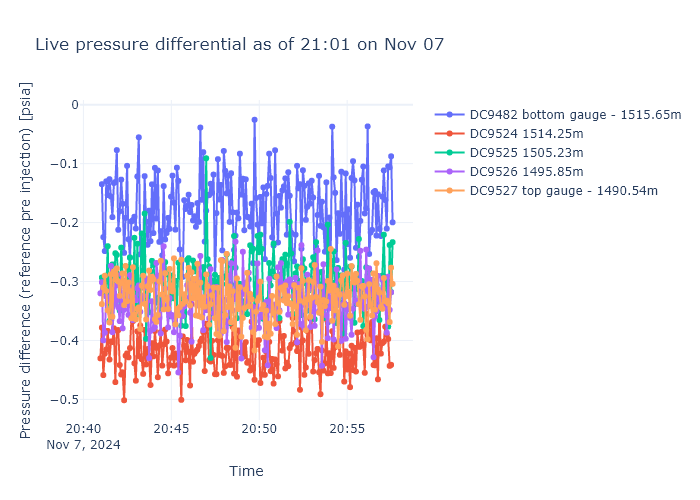 Live pressure differential as of 21:01 on Nov 07
Pressure difference (reference pre injection) [psia]
0
−0.1
−0.2
−0.3
−0.4
−0.5
20:40
Nov 7, 2024
20:45
20:50
20:55
Time
DC9482 bottom gauge - 1515.65m
DC9524 1514.25m
DC9525 1505.23m
DC9526 1495.85m
DC9527 top gauge - 1490.54m